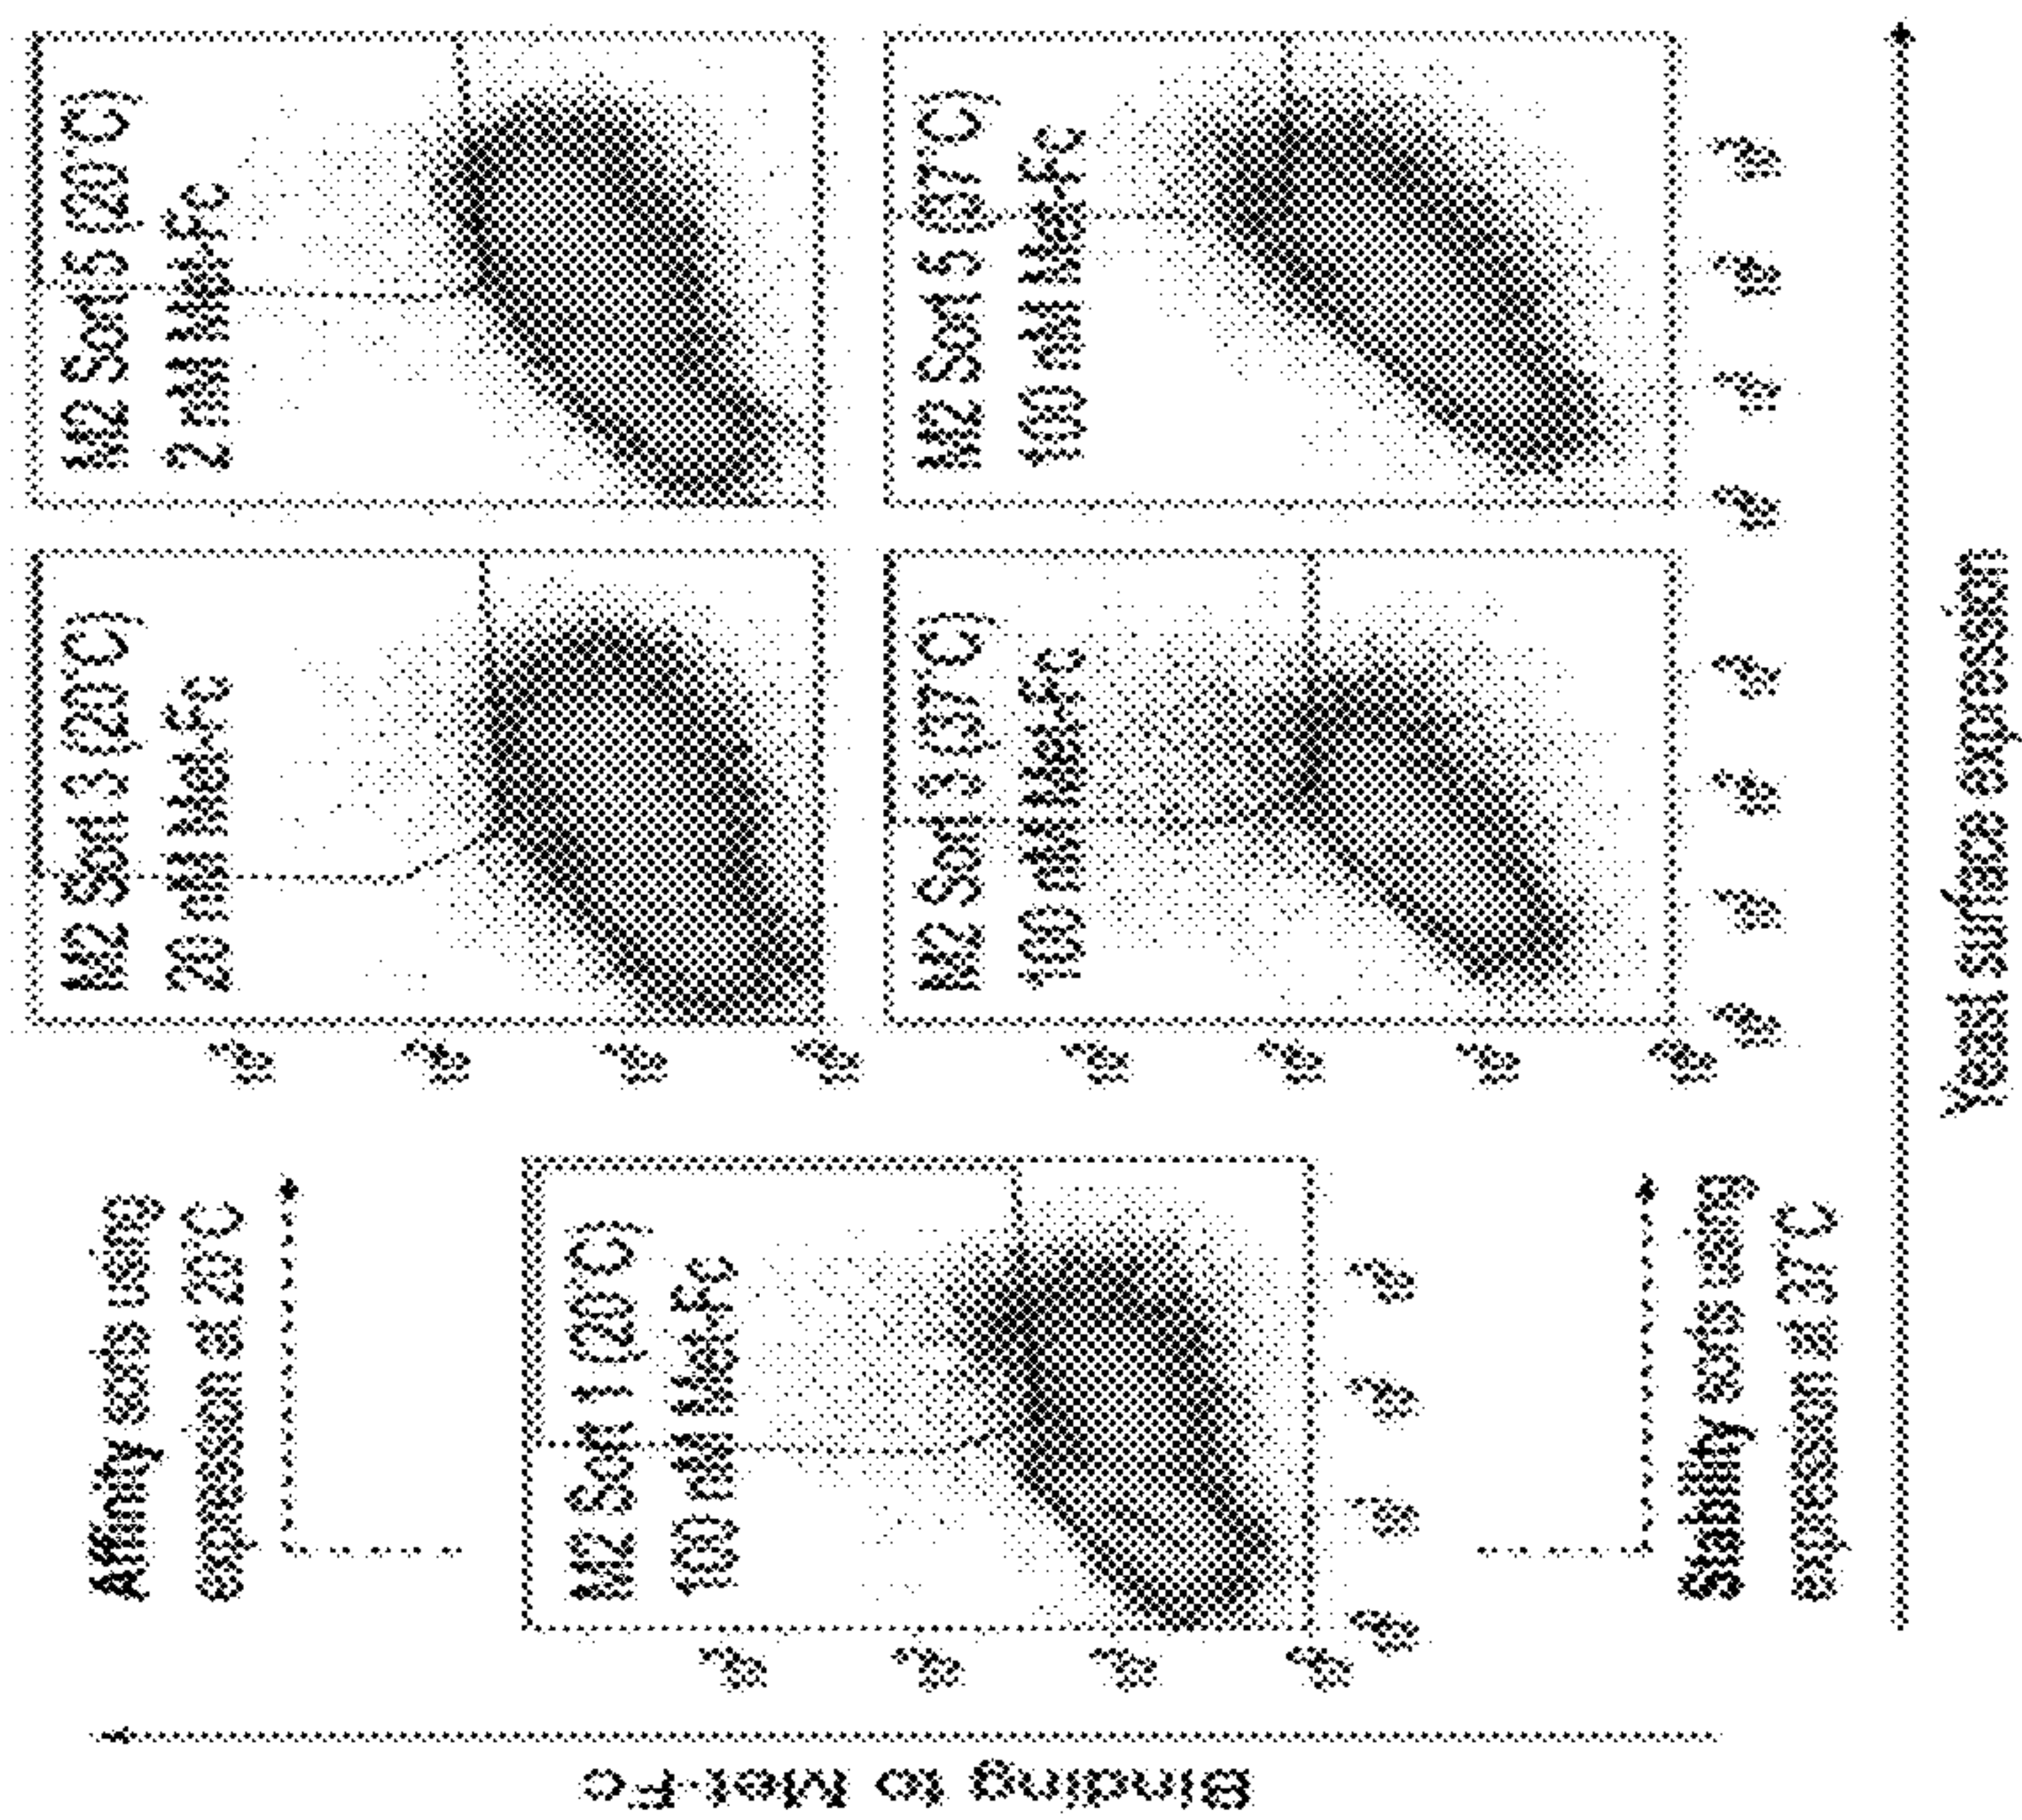 Binding to Met-Fc
Affinity sorts using
expression at 20°C
M2 Sort 1 (20°C)
100 nM Met-Fc
Stability sorts using
expression at 37°C
M2 Sort 3 (20°C)
20 nM Met-Fc
M2 Sort 5 (20°C)
2 nM Met-Fc
M2 Sort 3 (37°C)
100 nM Met-Fc
M2 Sort 5 (37°C)
100 nM Met-Fc
Yeast surface expression